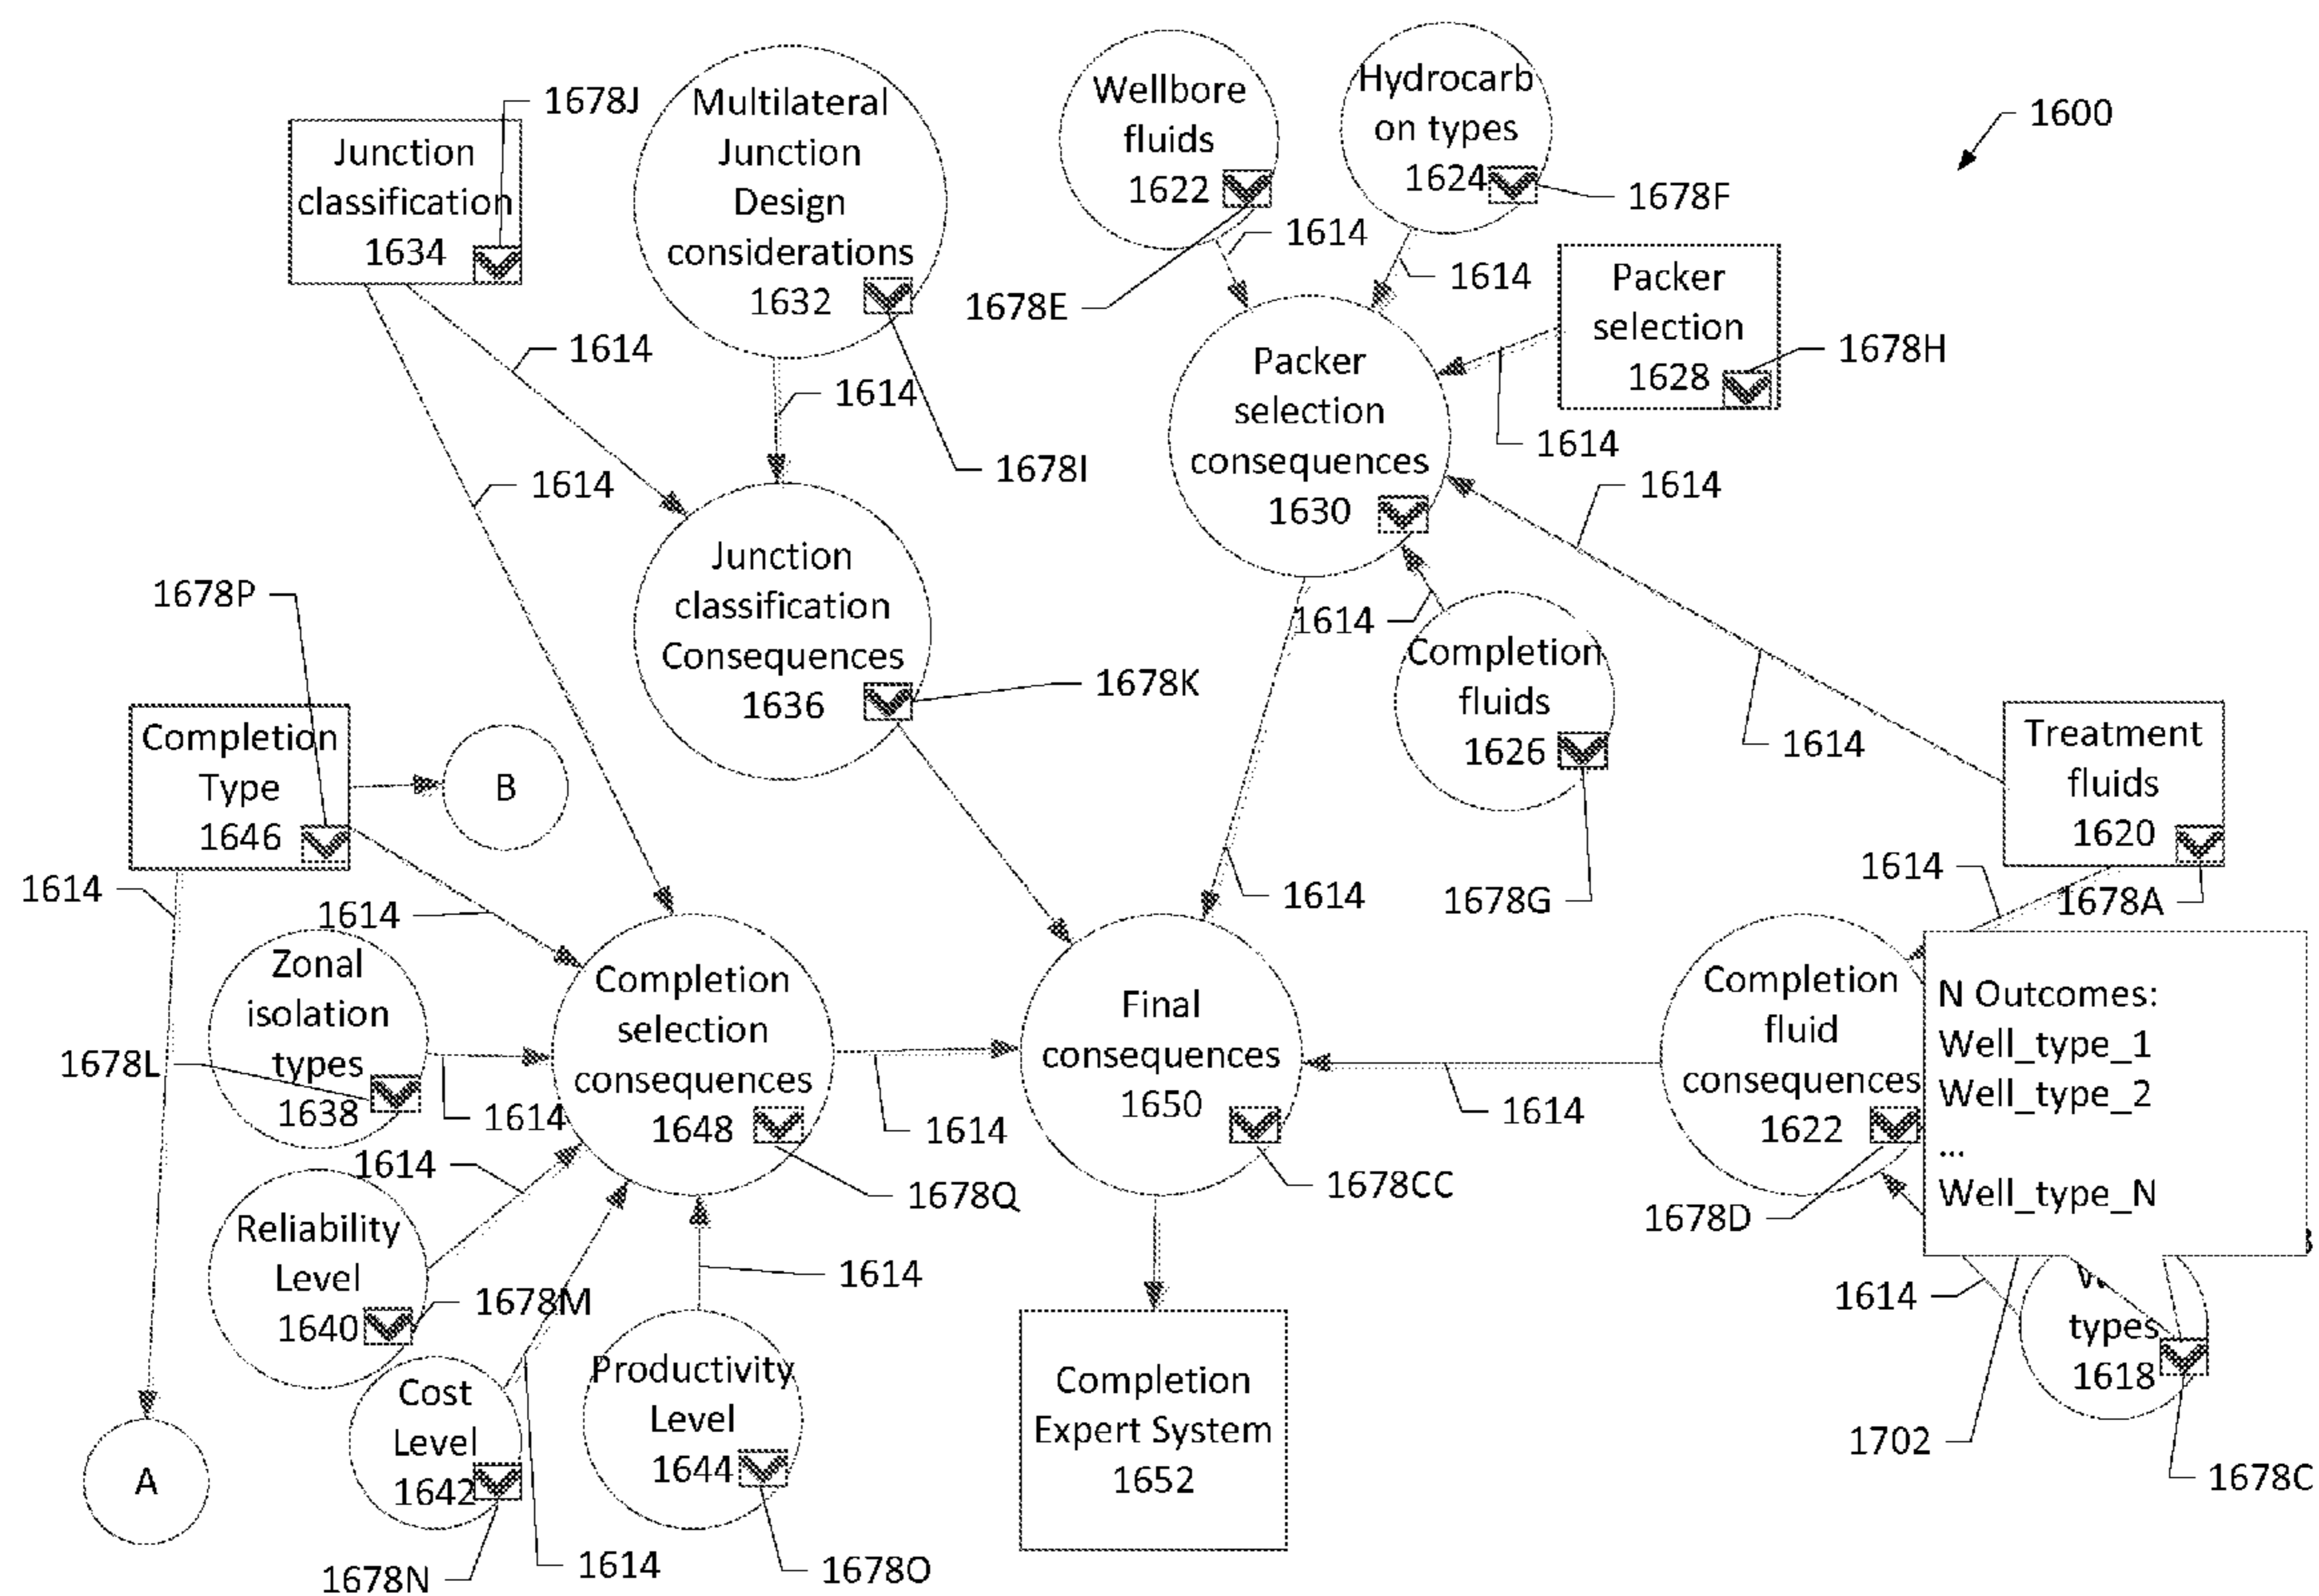 1600
1678J
Junction
classification
1634
Multilateral
Junction
Design
considerations
1632
1678I
Wellbore
fluids
1622
1678E
Hydrocarb
on types
1624
1678F
1614
1614
Packer
selection
1628
1678H
1614
1614
1614
1614
Packer
selection
consequences
1630
1614
1614
1614
1614
Junction
classification
Consequences
1636
1678K
Completion
fluids
1626
1678G
1678P
Completion
Type
1646
B
Treatment
fluids
1620
1678A
1614
1614
1614
1614
Zonal
isolation
types
1638
1678L
1614
Completion
selection
consequences
1648
1678Q
1614
Final
consequences
1650
1678CC
1614
Completion
fluid
consequences
1622
1678D
N Outcomes:
Well_type_1
Well_type_2
...
Well_type_N
1614
Reliability
Level
1640
1678M
1614
1614
types
1618
1702
1678C
Cost
Level
1642
1678N
1614
Productivity
Level
1644
1678O
Completion
Expert System
1652
A